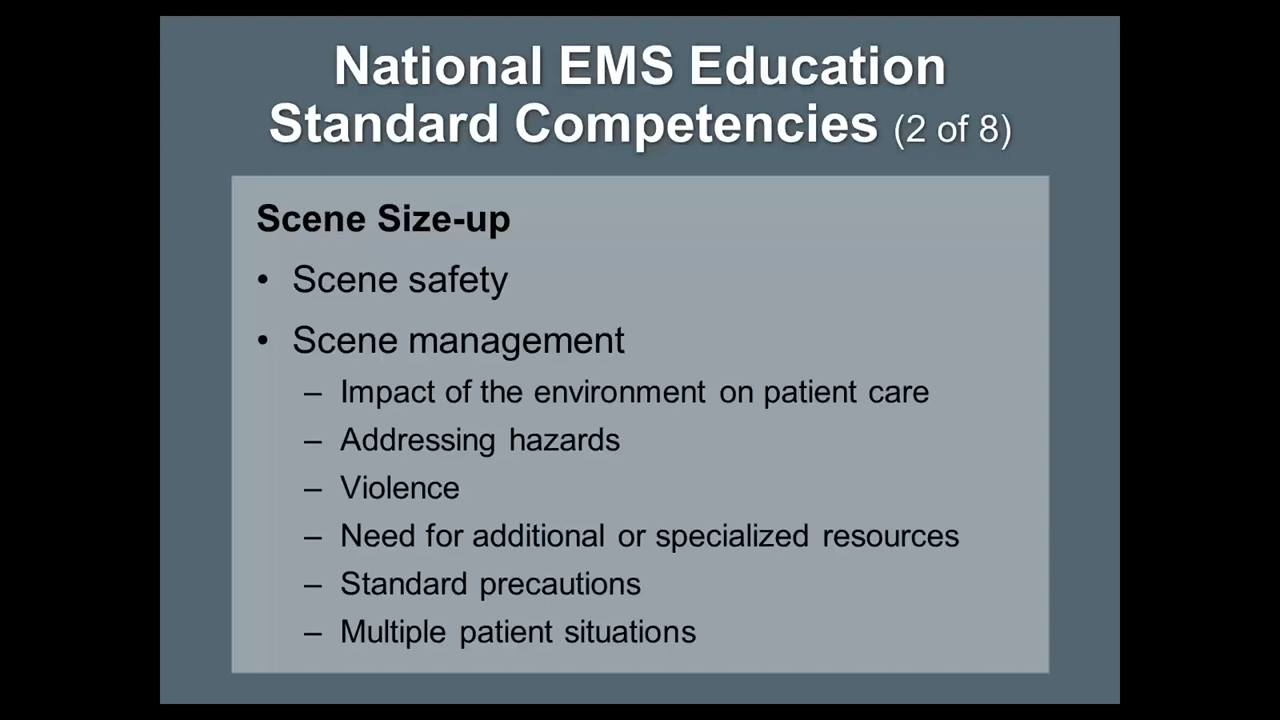 National EMS Education
Standard Competencies (2 of 8)
Scene Size-up
• Scene safety
• Scene management
– Impact of the environment on patient care
– Addressing hazards
– Violence
– Need for additional or specialized resources
– Standard precautions
– Multiple patient situations